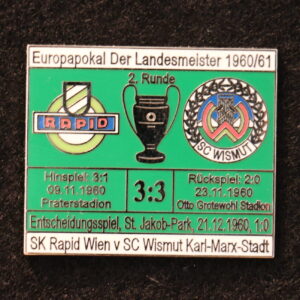 Europapokal Der Landesmeister 1960/61
2. Runde
RAPID
SC WISMUT
Hinspiel: 3:1
09.11.1960
Praterstadion
3:3
Rückspiel: 2:0
23.11.1960
Otto Grotewohl Stadion
Entscheidungsspiel, St. Jakob-Park, 21.12.1960, 1:0
SK Rapid Wien v SC Wismut Karl-Marx-Stadt